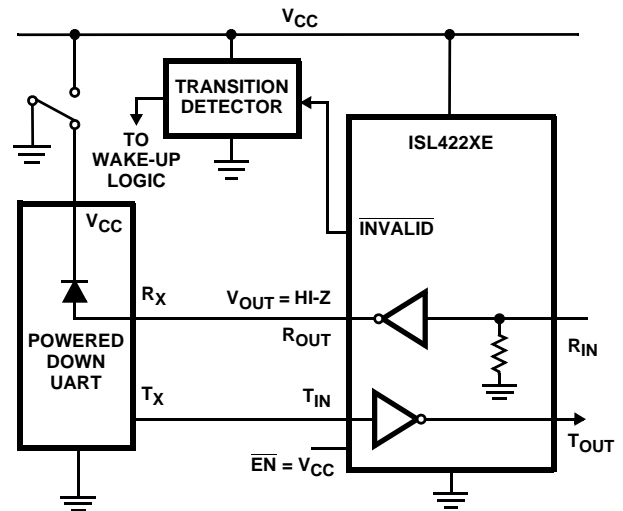 VCC
TRANSITION
DETECTOR
TO
WAKE-UP
LOGIC
ISL422XE
VCC
INVALID
RX
VOUT = HI-Z
ROUT
RIN
POWERED
DOWN
UART
TX
TIN
TOUT
EN = VCC